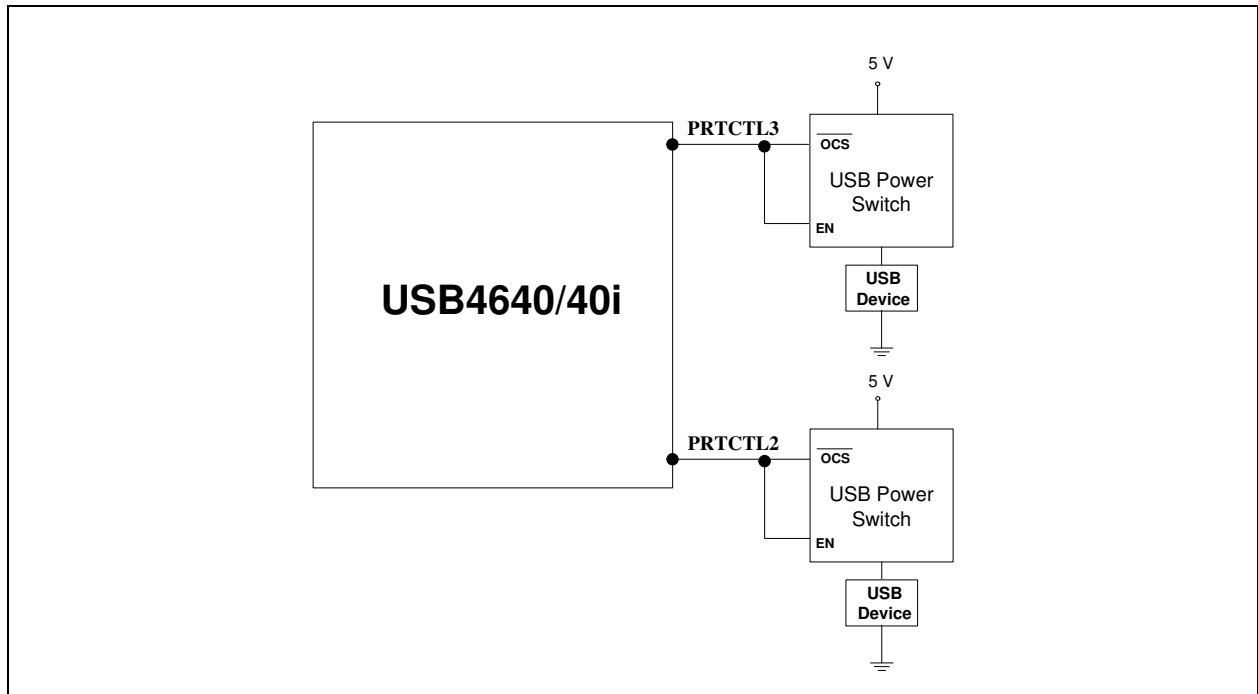 5 V
PRTCTL3
OCS
USB Power
Switch
EN
USB
Device
USB4640/40i
5 V
PRTCTL2
OCS
USB Power
Switch
EN
USB
Device